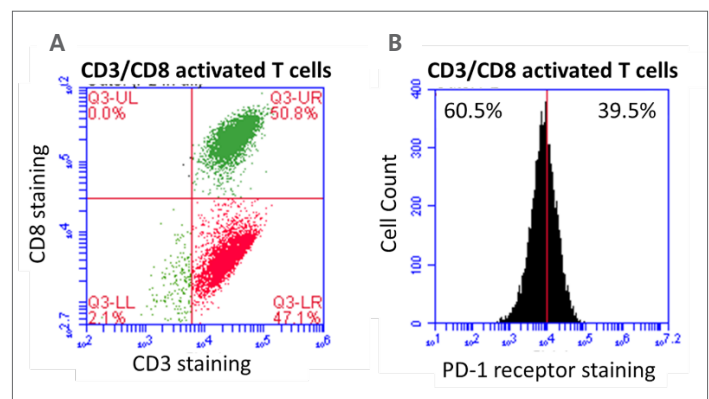 A
CD3/CD8 activated T cells
Q3-UL
0.0%
Q3-UR
50.8%
Q3-LL
2.1%
Q3-LR
47.1%
CD8 staining
CD3 staining
B
CD3/CD8 activated T cells
60.5%
39.5%
400
300
200
100
0
Cell Count
PD-1 receptor staining